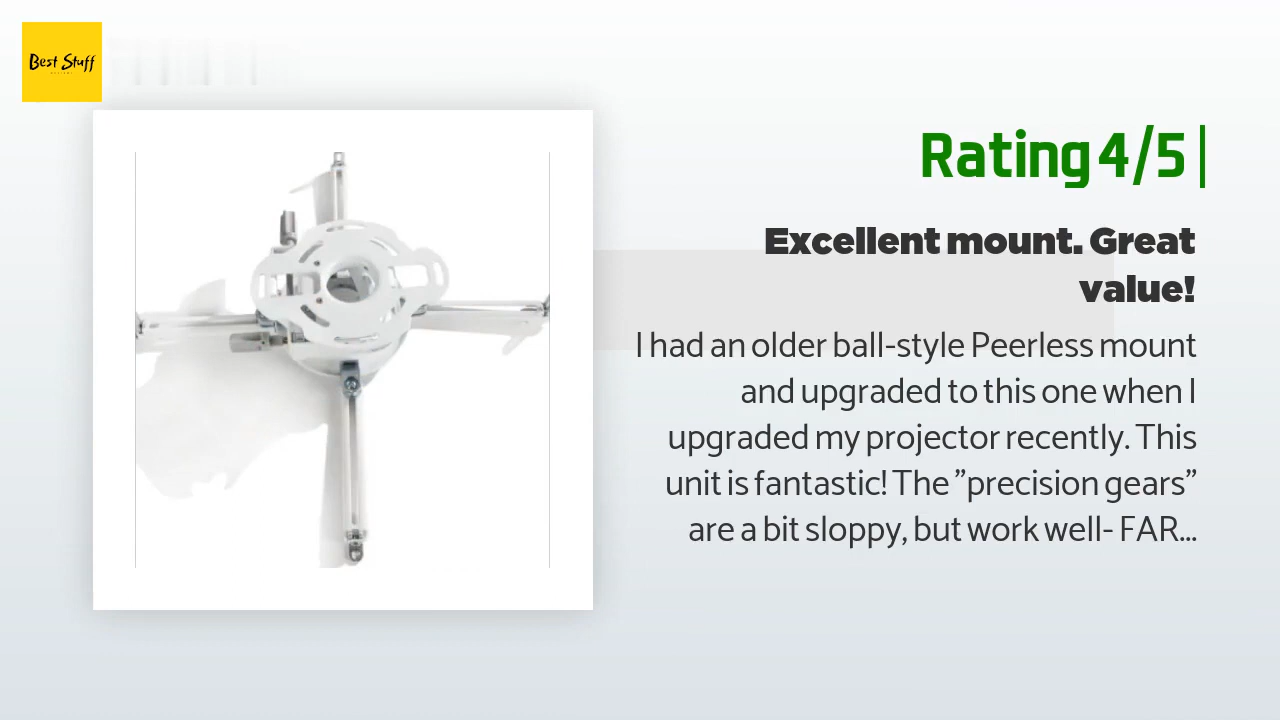 Best Stuff
Rating 4/5
Excellent mount. Great
value!
I had an older ball-style Peerless mount
and upgraded to this one when I
upgraded my projector recently. This
unit is fantastic! The ”precision gears”
are a bit sloppy, but work well- FAR...